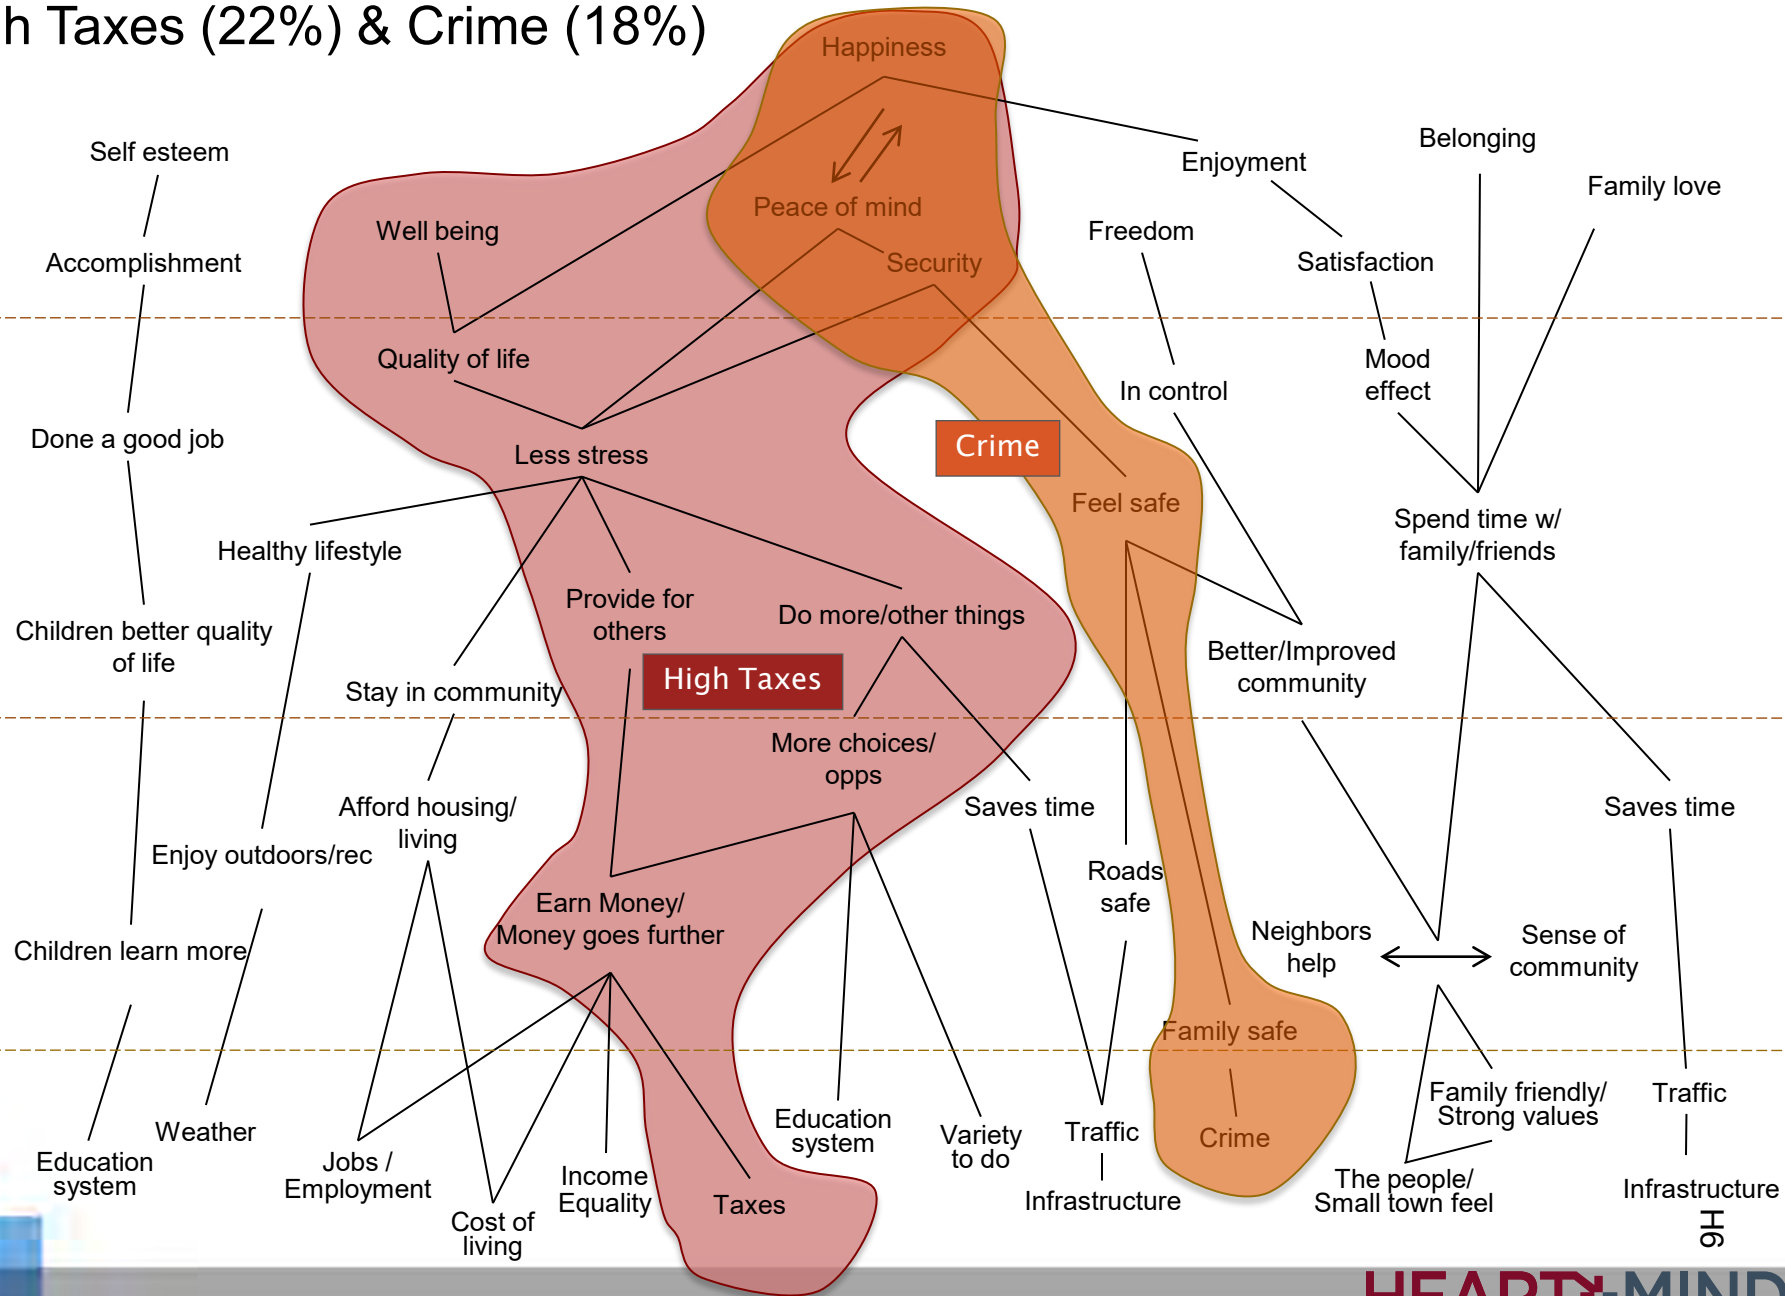 h Taxes (22%) & Crime (18%)
Happiness
Self esteem
Belonging
Enjoyment
Family love
Peace of mind
Well being
Freedom
Accomplishment
Security
Satisfaction
Quality of life
Mood
effect
In control
Done a good job
Crime
Less stress
Feel safe
Spend time w/
family/friends
Healthy lifestyle
Provide for
others
Do more/other things
Children better quality
of life
Better/Improved
community
High Taxes
Stay in community
More choices/
opps
Afford housing/
living
Saves time
Saves time
Enjoy outdoors/rec
Roads
safe
Earn Money/
Money goes further
Neighbors
help
Sense of
community
Children learn more
Family safe
Family friendly/
Strong values
Traffic
Education
system
Weather
Education
system
Jobs /
Employment
Variety
to do
Traffic
Crime
Income
Equality
Taxes
Infrastructure
The people/
Small town feel
Infrastructure
Cost of
living
H6
HEART+MIND